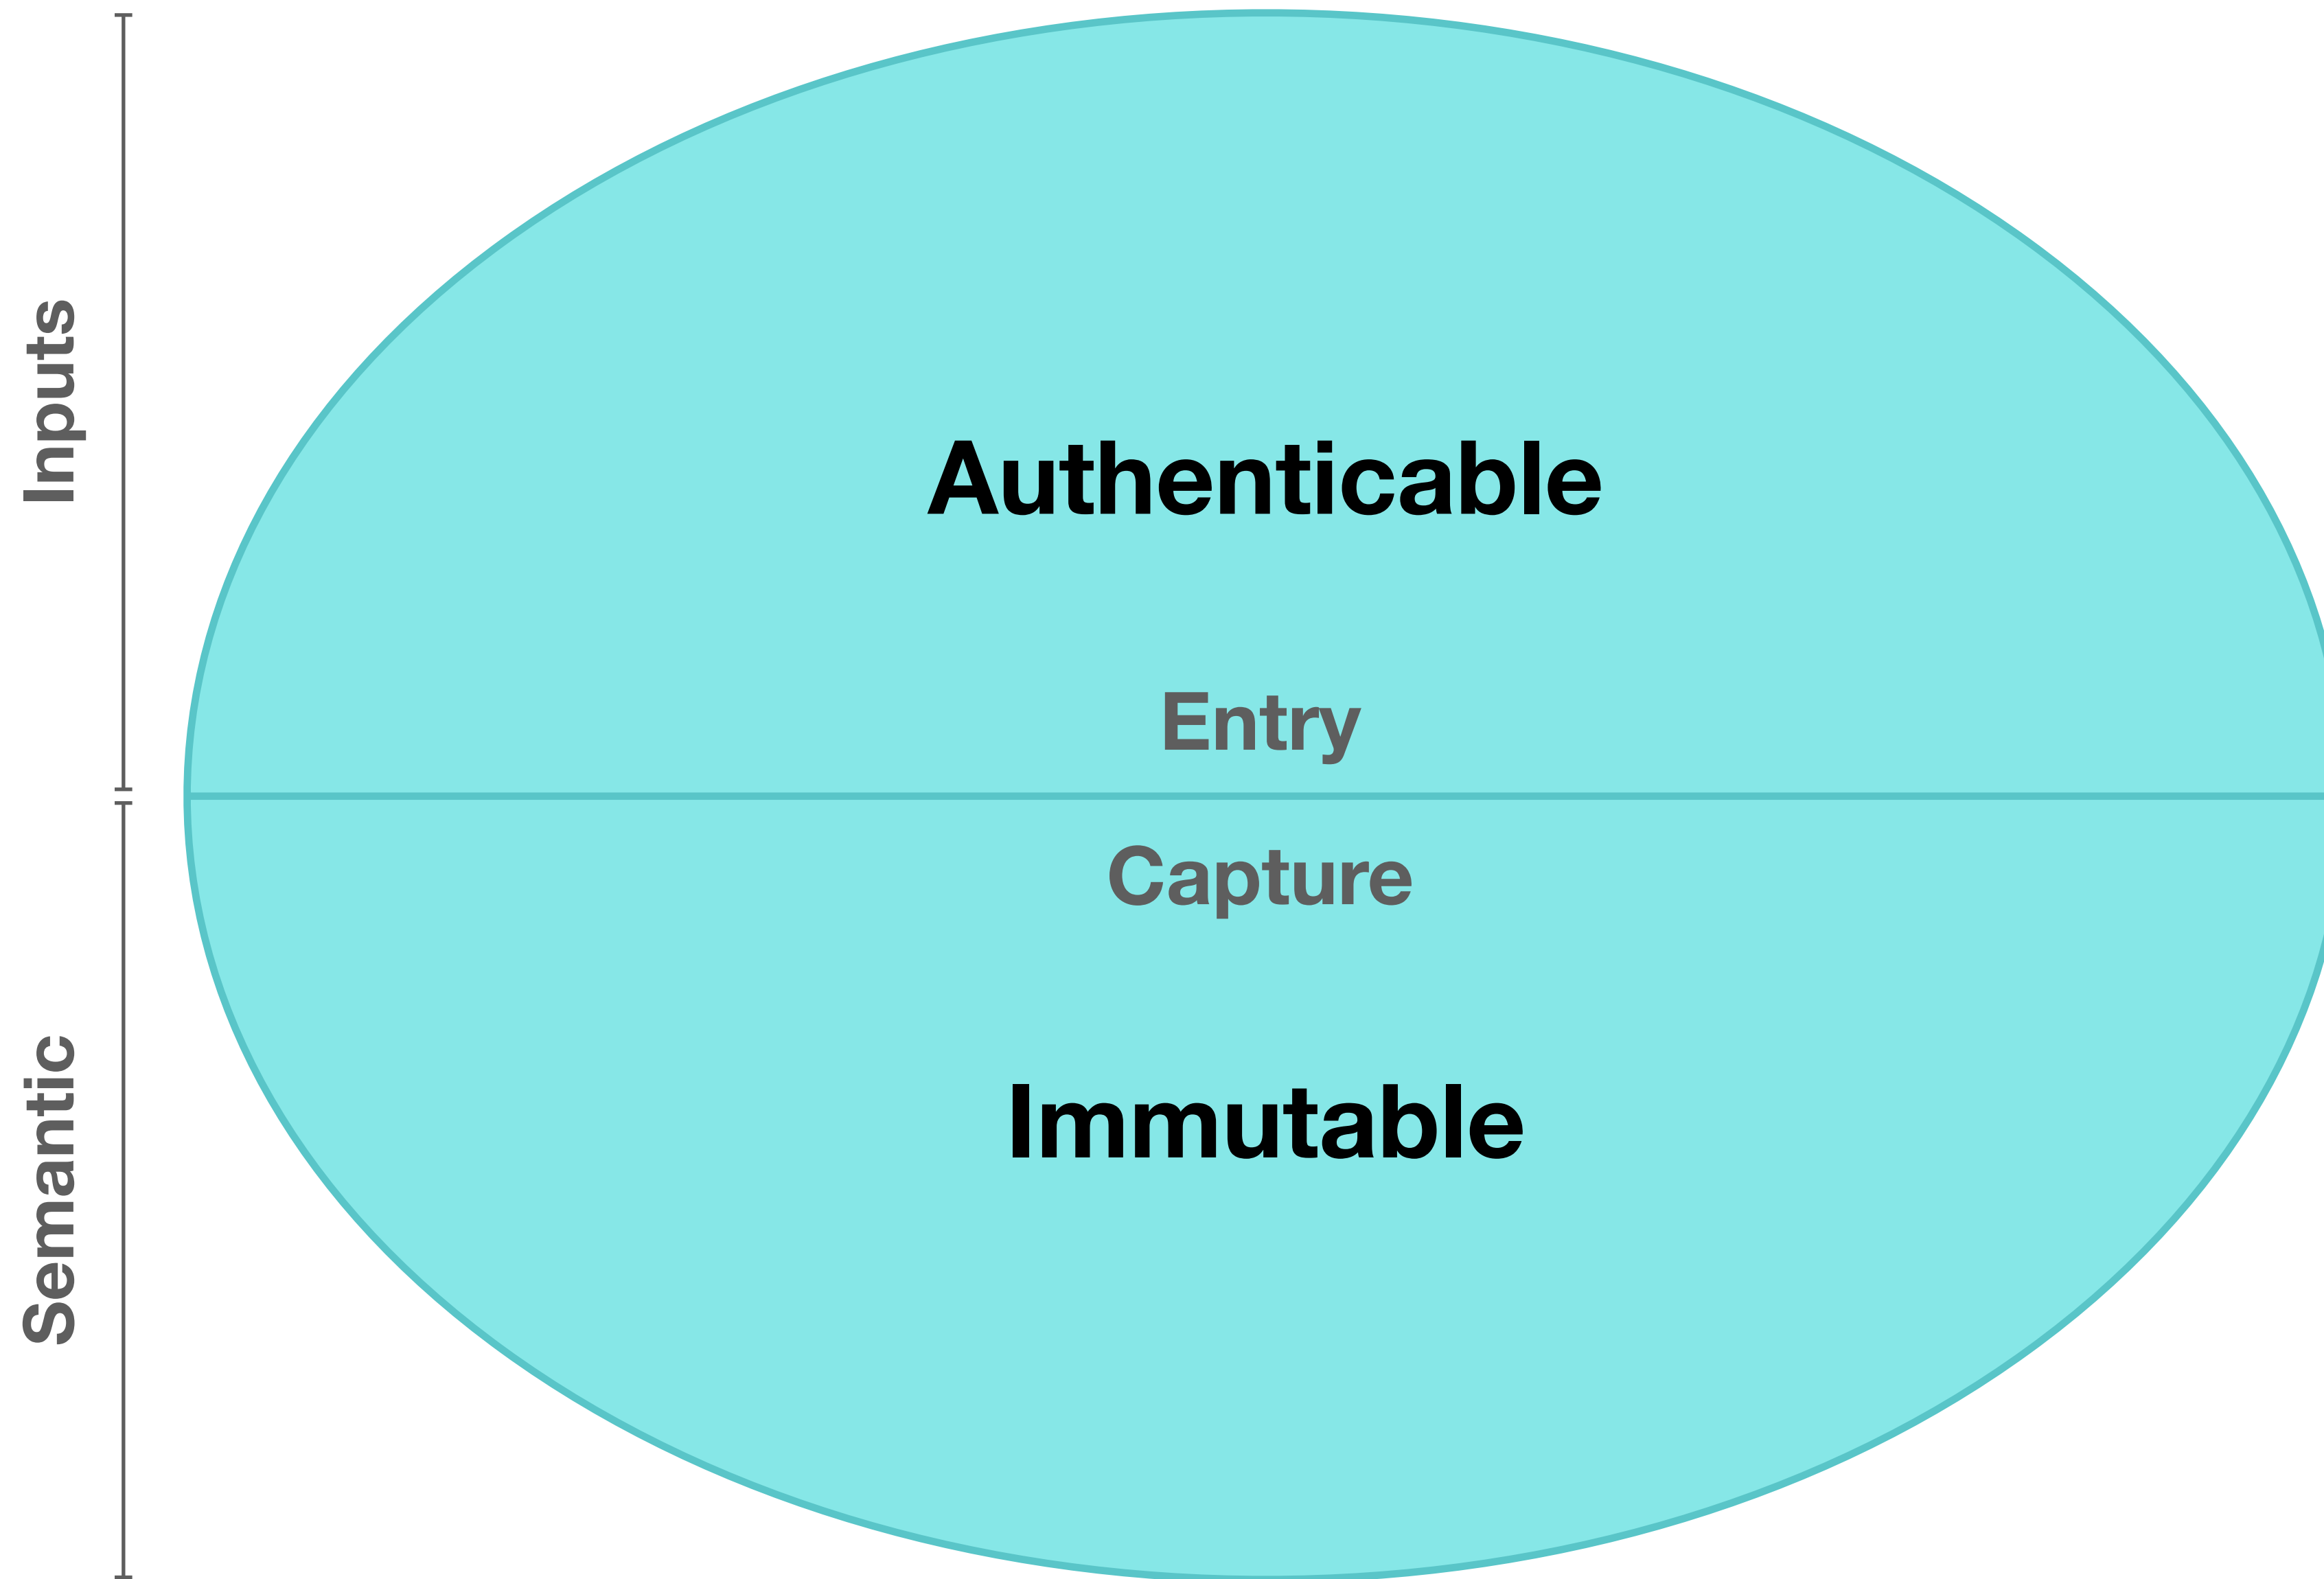 Inputs
Authenticable
Entry
Capture
Immutable
Semantic